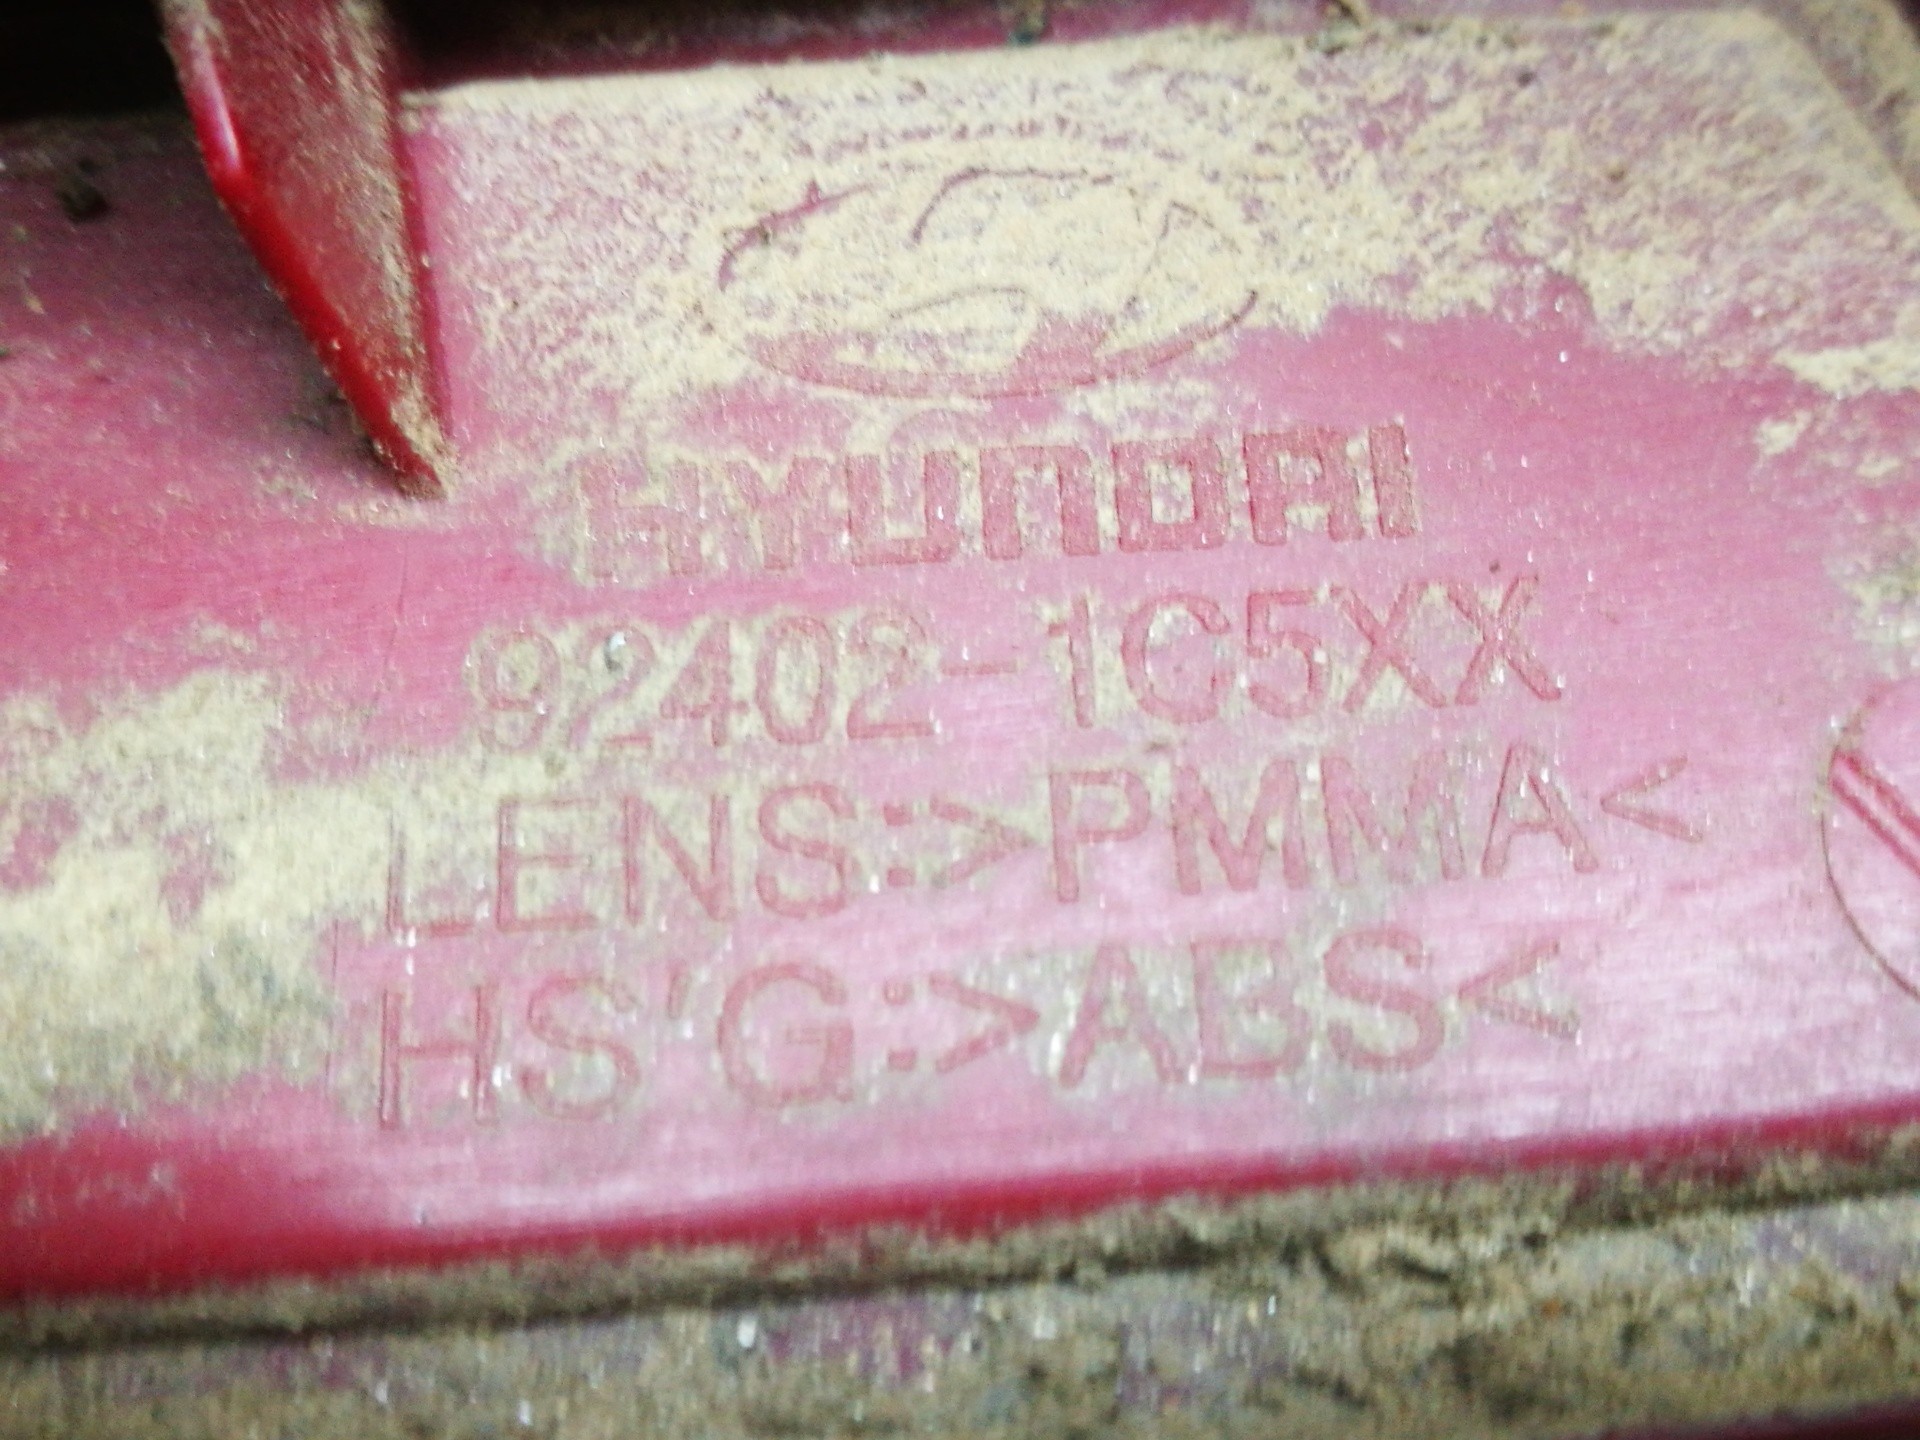 HYUNDAI
92402-1C5XX
LENS:>PMMA<
HS'G:>ABS<